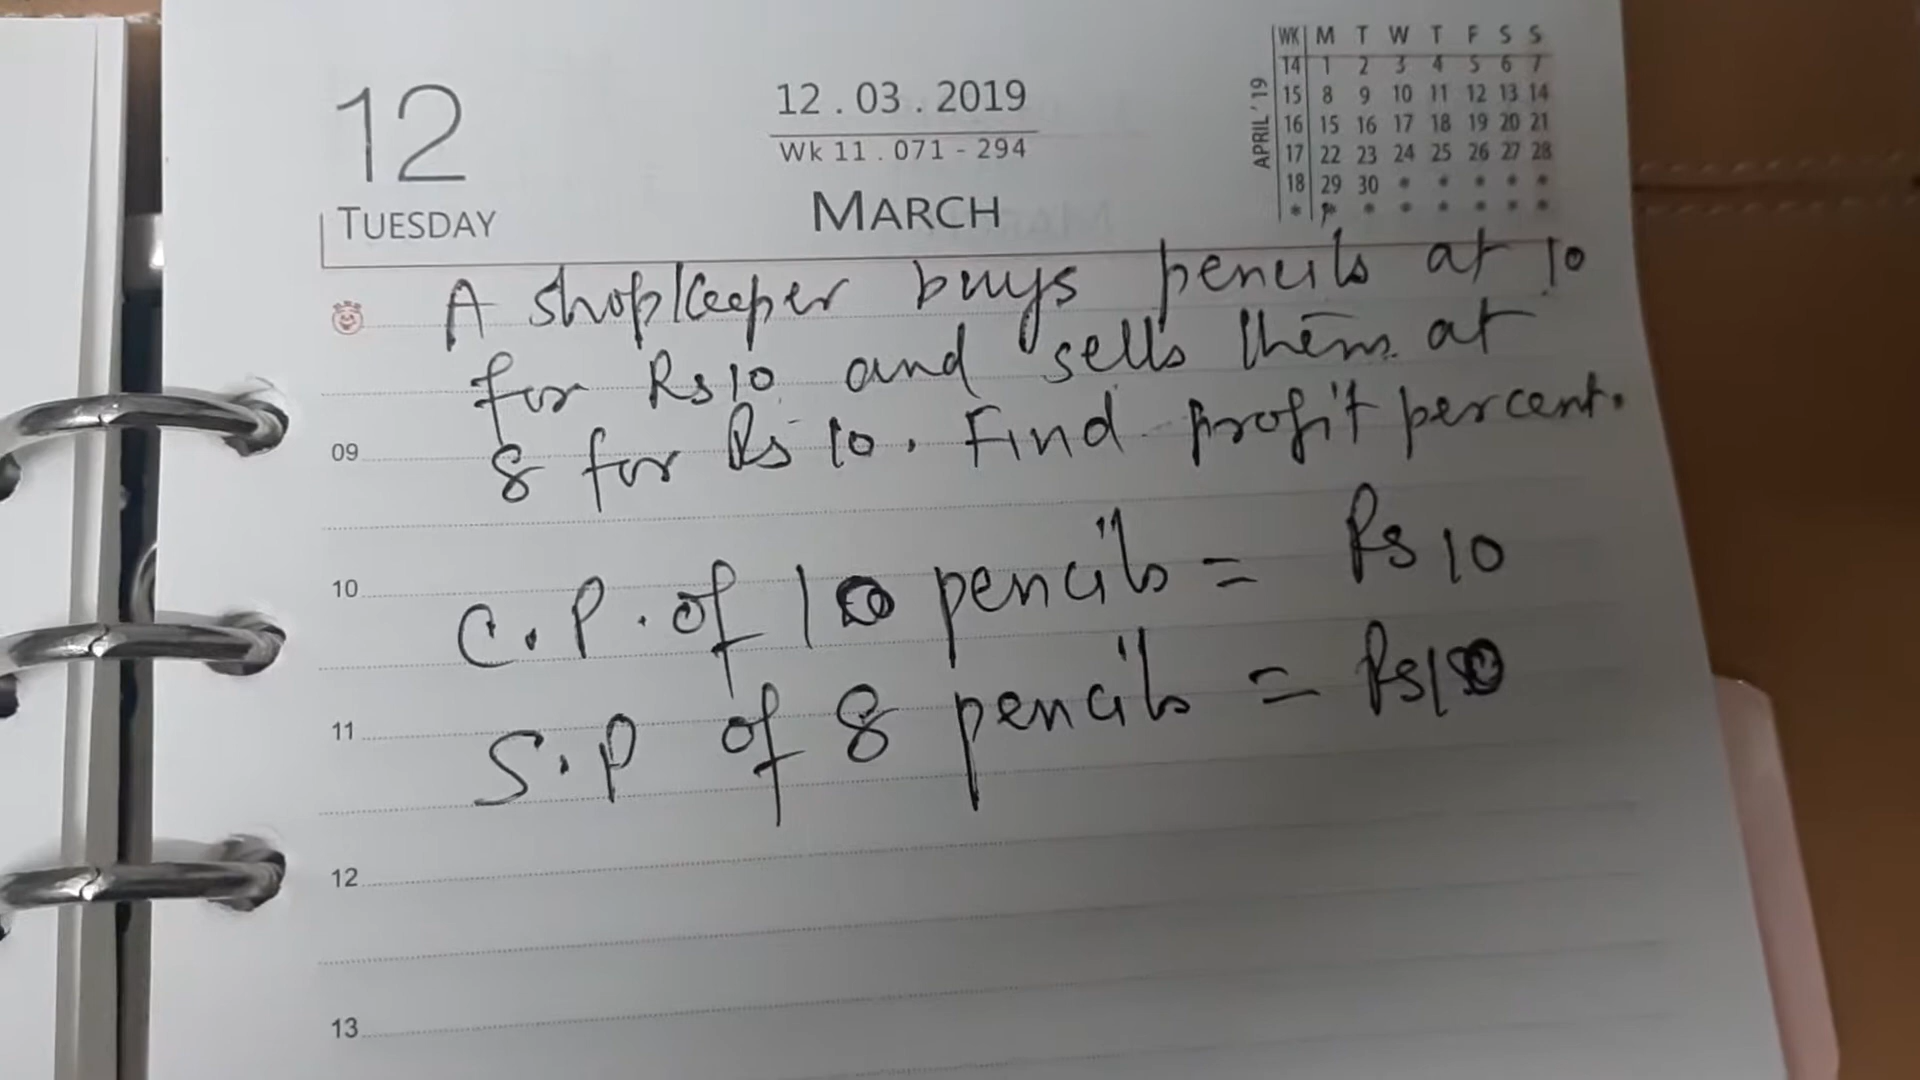 12
TUESDAY
12 . 03 . 2019
Wk 11 . 071 - 294
MARCH
APRIL '19
WK M T W T F S S
14 1 2 3 4 5 6 7
15 8 9 10 11 12 13 14
16 15 16 17 18 19 20 21
17 22 23 24 25 26 27 28
18 29 30 * * * * *
* * * * * * * *
A shopkeeper buys pencils at 10
for Rs 10 and sells them at
8 for Rs 10. Find profit percent.
C.P. of 10 pencils = Rs 10
S.P of 8 pencils = Rs 10
09
10
11
12
13